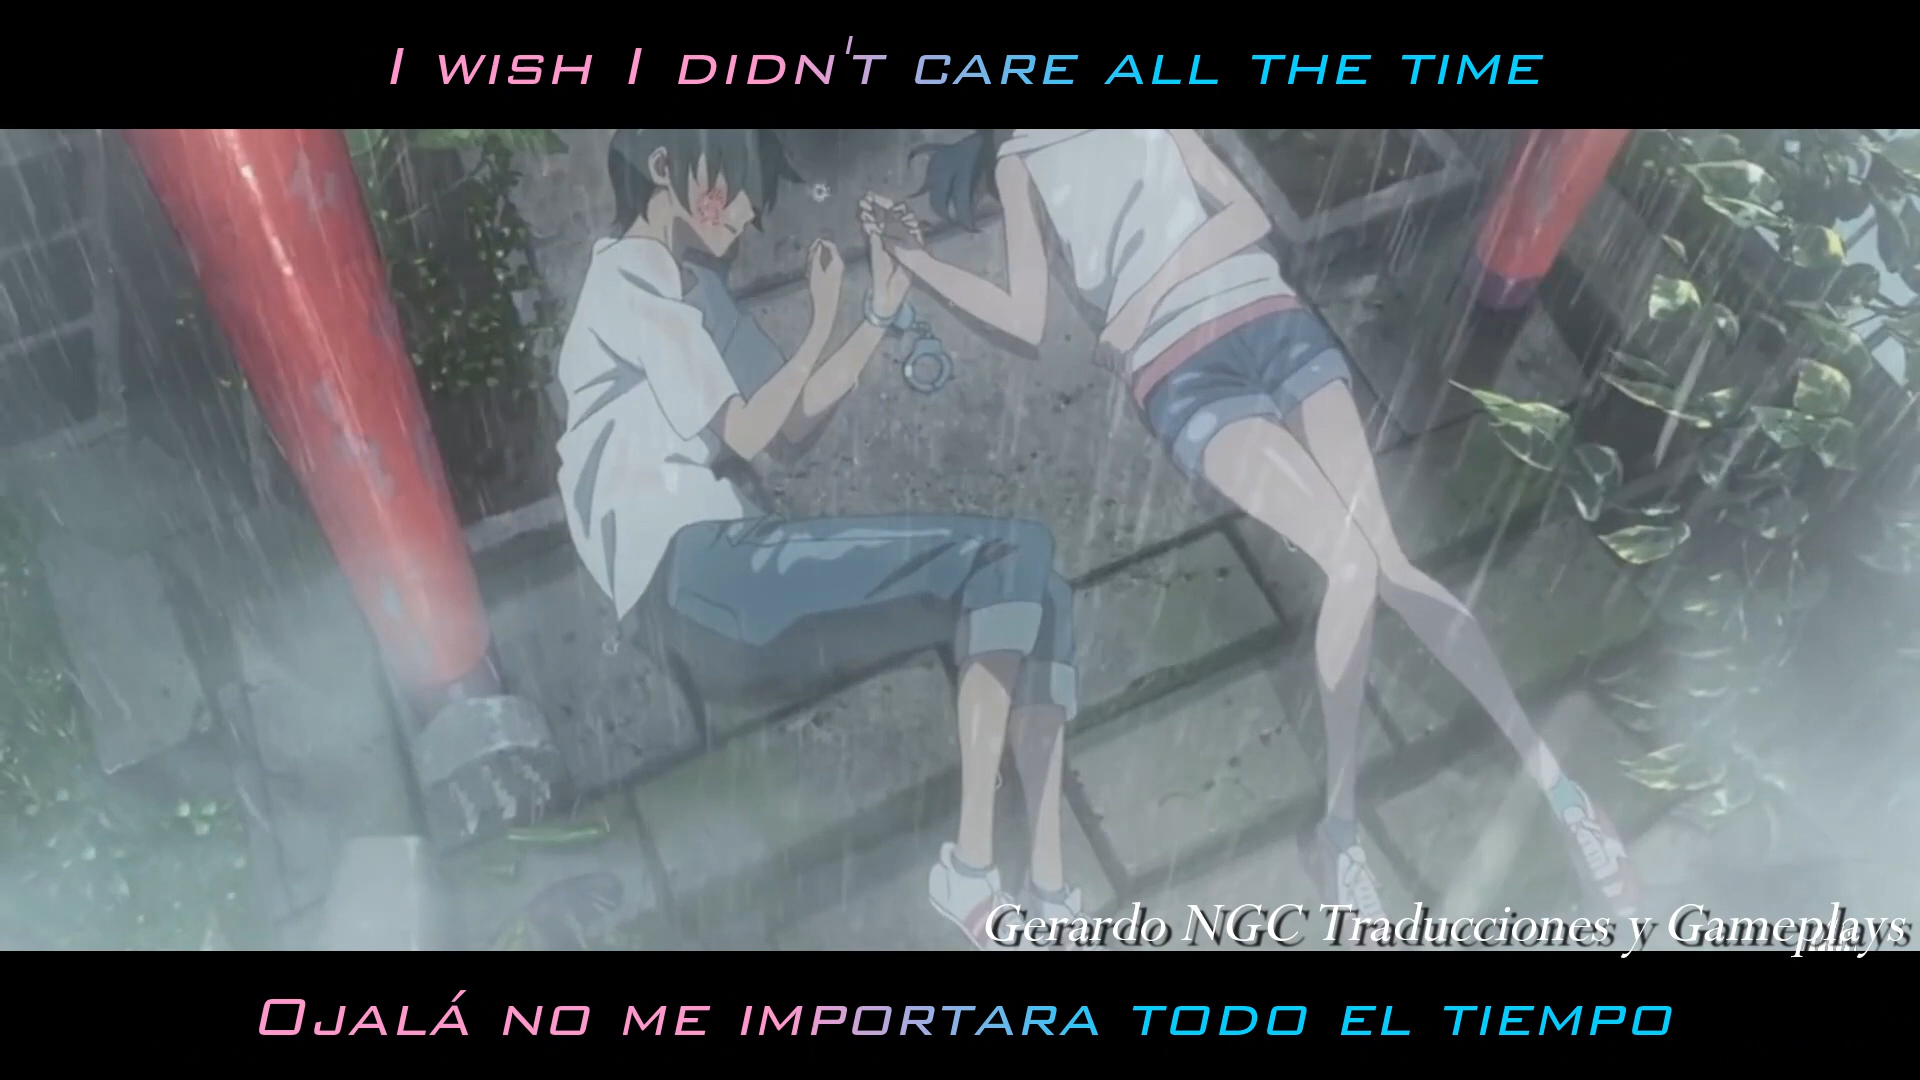 I WISH I DIDN'T CARE ALL THE TIME
Gerardo NGC Traducciones y Gameplays
OJALÁ NO ME IMPORTARA TODO EL TIEMPO